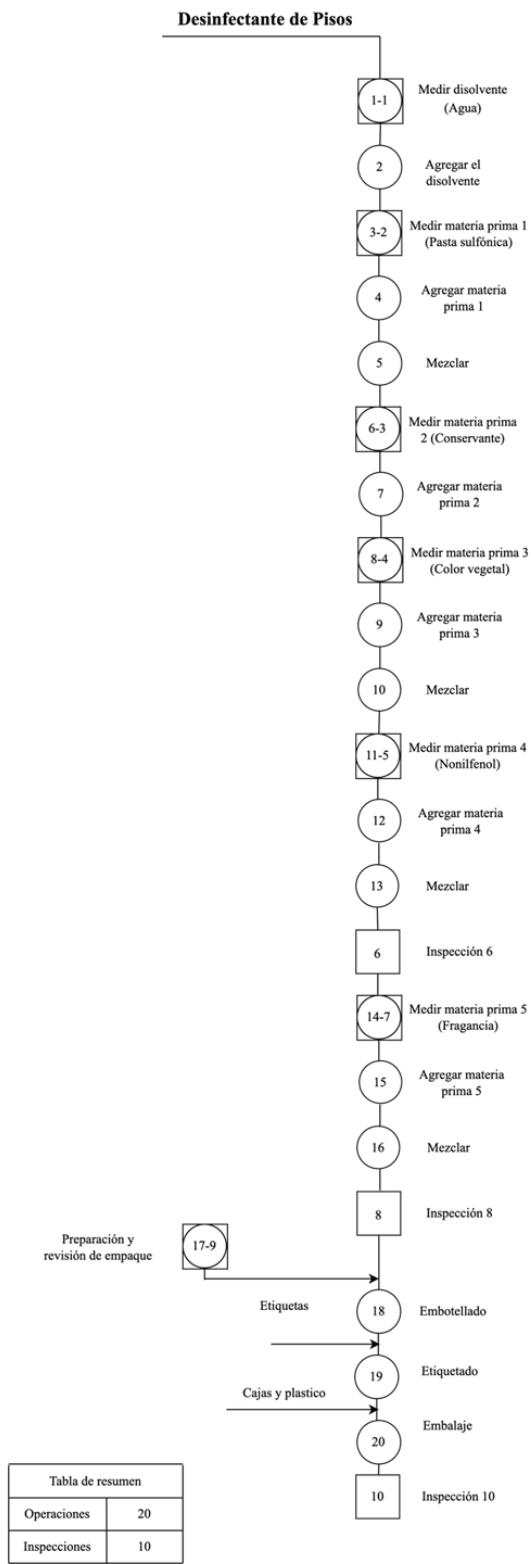 Desinfectante de Pisos
1-1
Medir disolvente
(Agua)
2
Agregar el
disolvente
3-2
Medir materia prima 1
(Pasta sulfónica)
4
Agregar materia
prima 1
5
Mezclar
6-3
Medir materia prima
2 (Conservante)
7
Agregar materia
prima 2
8-4
Medir materia prima 3
(Color vegetal)
9
Agregar materia
prima 3
10
Mezclar
11-5
Medir materia prima 4
(Nonilfenol)
12
Agregar materia
prima 4
13
Mezclar
6
Inspección 6
14-7
Medir materia prima 5
(Fragancia)
15
Agregar materia
prima 5
16
Mezclar
8
Inspección 8
Preparación y
revisión de empaque
17-9
Etiquetas
18
Embotellado
19
Etiquetado
Cajas y plastico
20
Embalaje
10
Inspección 10
Tabla de resumen
Operaciones 20
Inspecciones 10